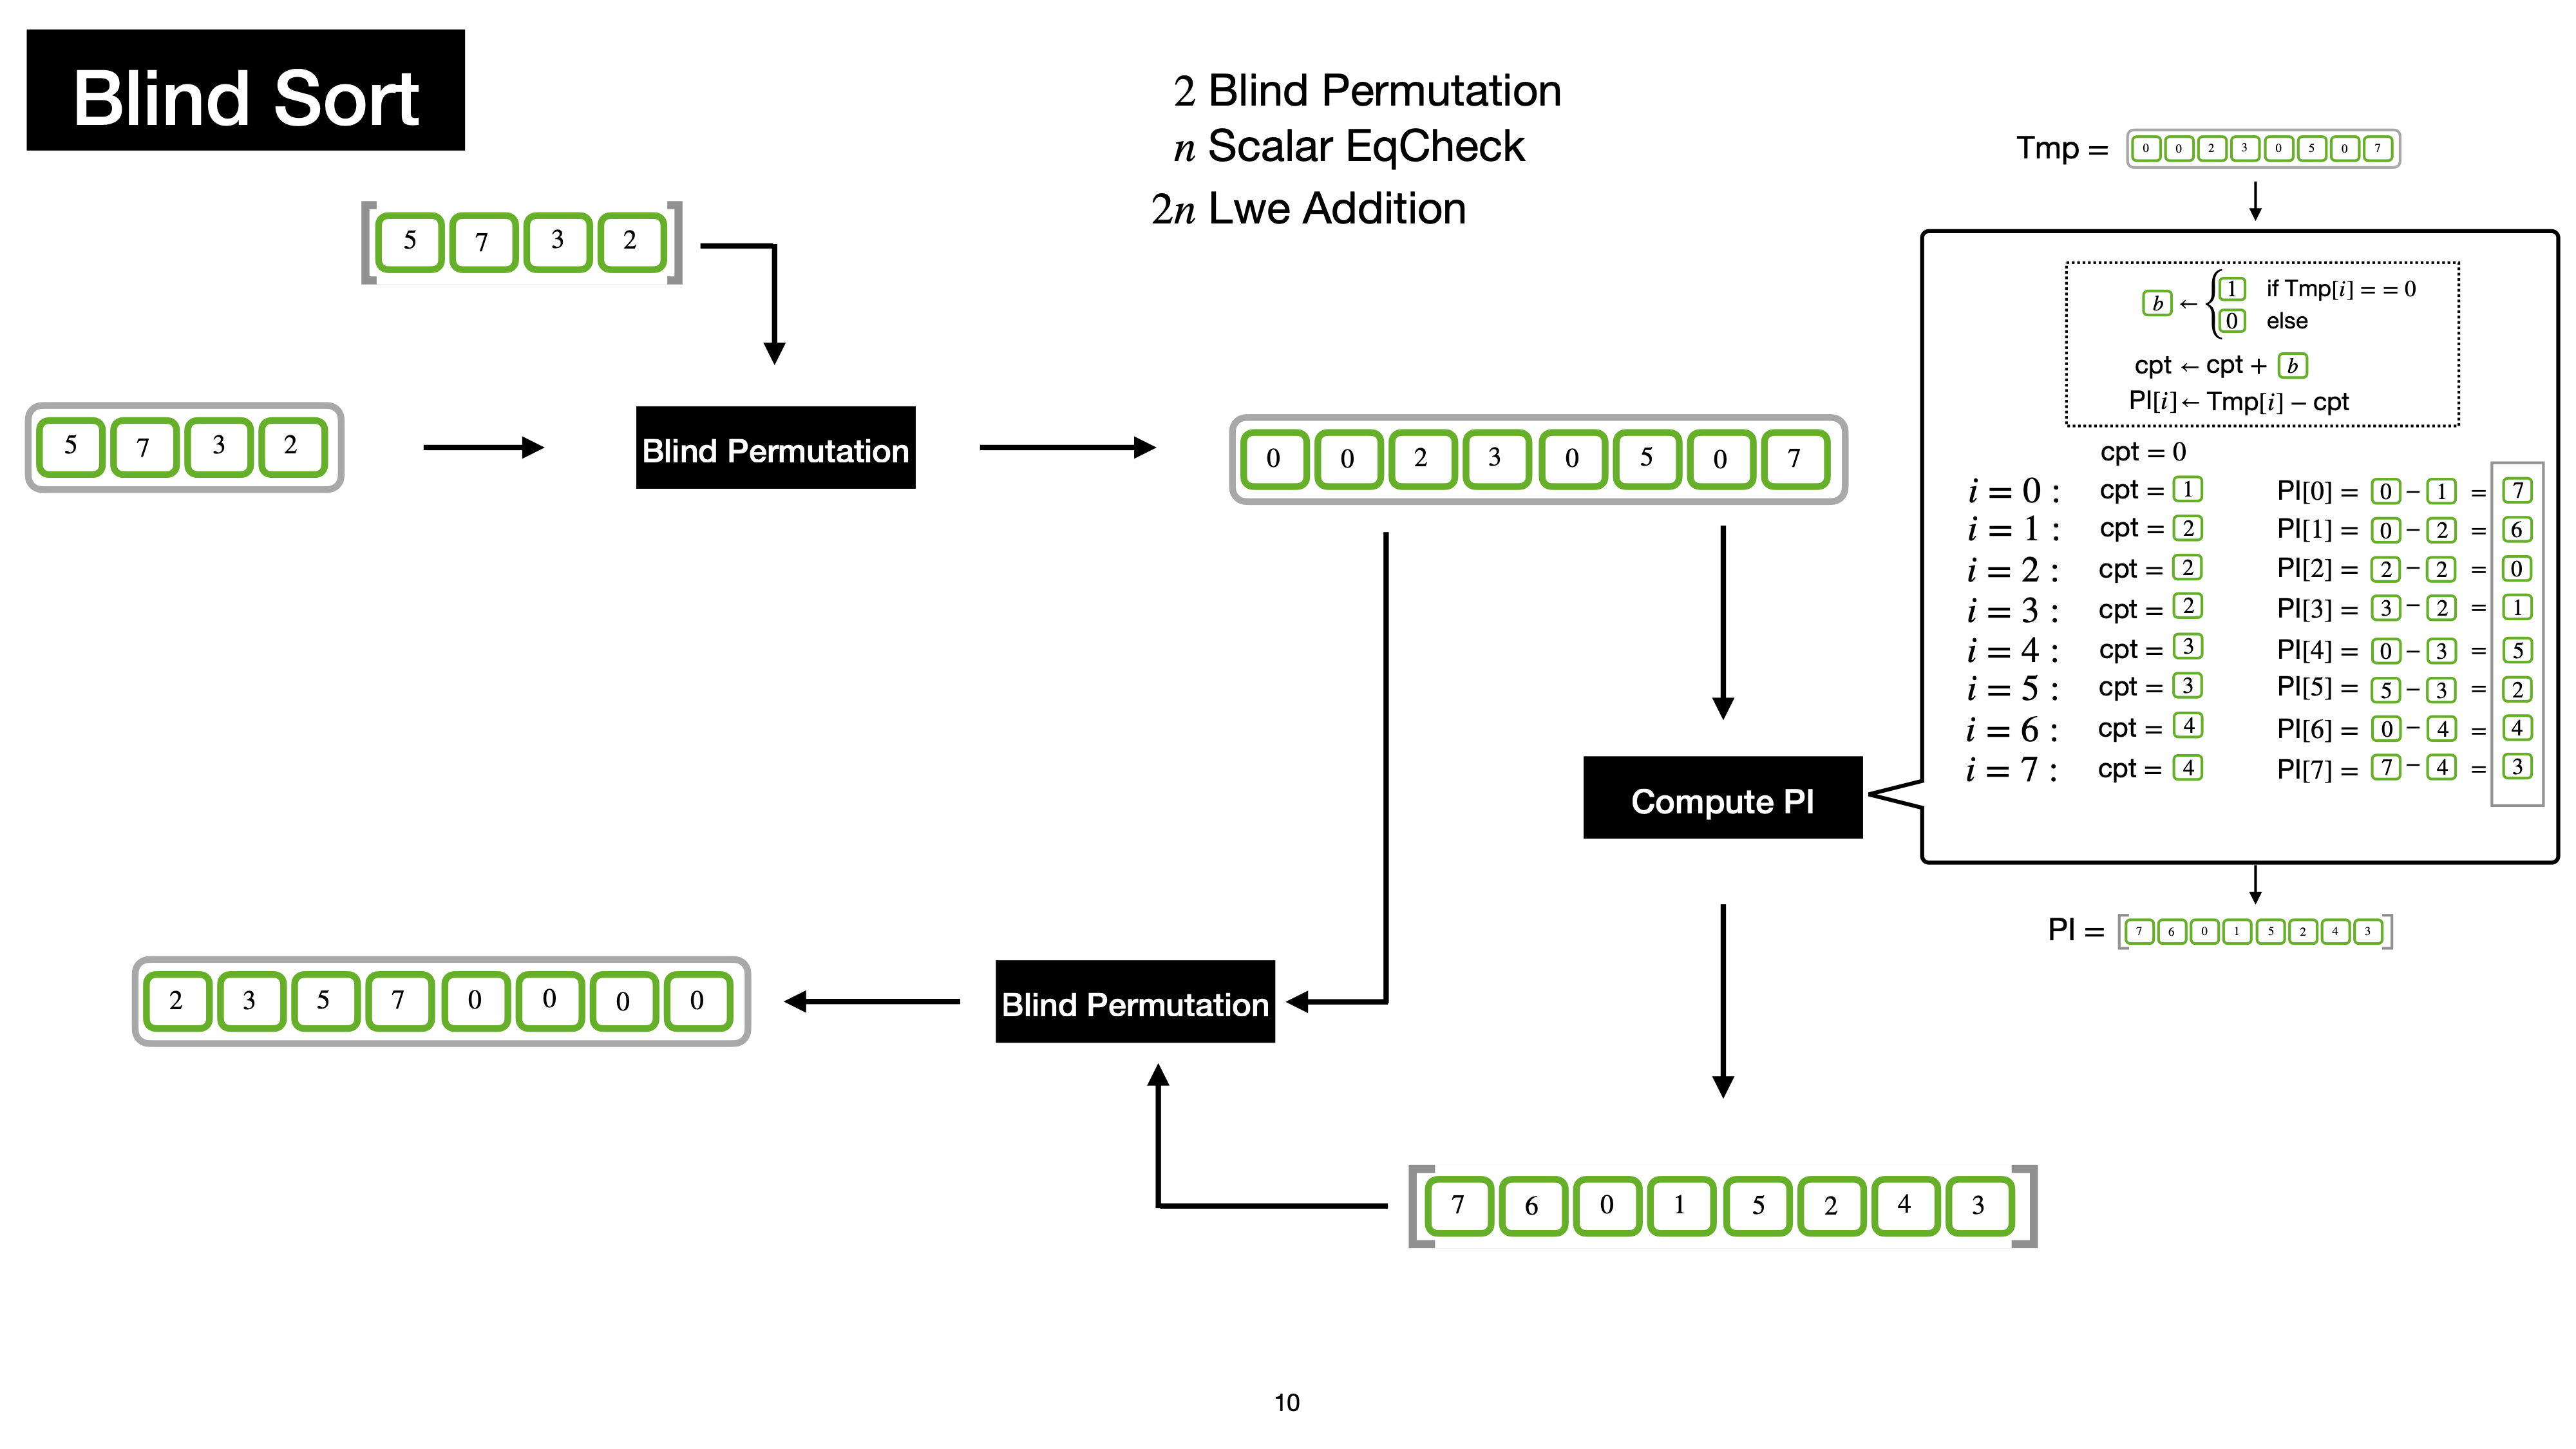 Blind Sort
2 Blind Permutation
n Scalar EqCheck
2n Lwe Addition
5 7 3 2
5 7 3 2
Blind Permutation
0 0 2 3 0 5 0 7
Compute PI
Blind Permutation
2 3 5 7 0 0 0 0
7 6 0 1 5 2 4 3
Tmp = 0 0 2 3 0 5 0 7
b ← { 1 if Tmp[i] == 0
0 else
cpt ← cpt + b
PI[i] ← Tmp[i] − cpt
cpt = 0
i = 0 : cpt = 1 PI[0] = 0 − 1 = 7
i = 1 : cpt = 2 PI[1] = 0 − 2 = 6
i = 2 : cpt = 2 PI[2] = 2 − 2 = 0
i = 3 : cpt = 2 PI[3] = 3 − 2 = 1
i = 4 : cpt = 3 PI[4] = 0 − 3 = 5
i = 5 : cpt = 3 PI[5] = 5 − 3 = 2
i = 6 : cpt = 4 PI[6] = 0 − 4 = 4
i = 7 : cpt = 4 PI[7] = 7 − 4 = 3
PI = [7 6 0 1 5 2 4 3]
10